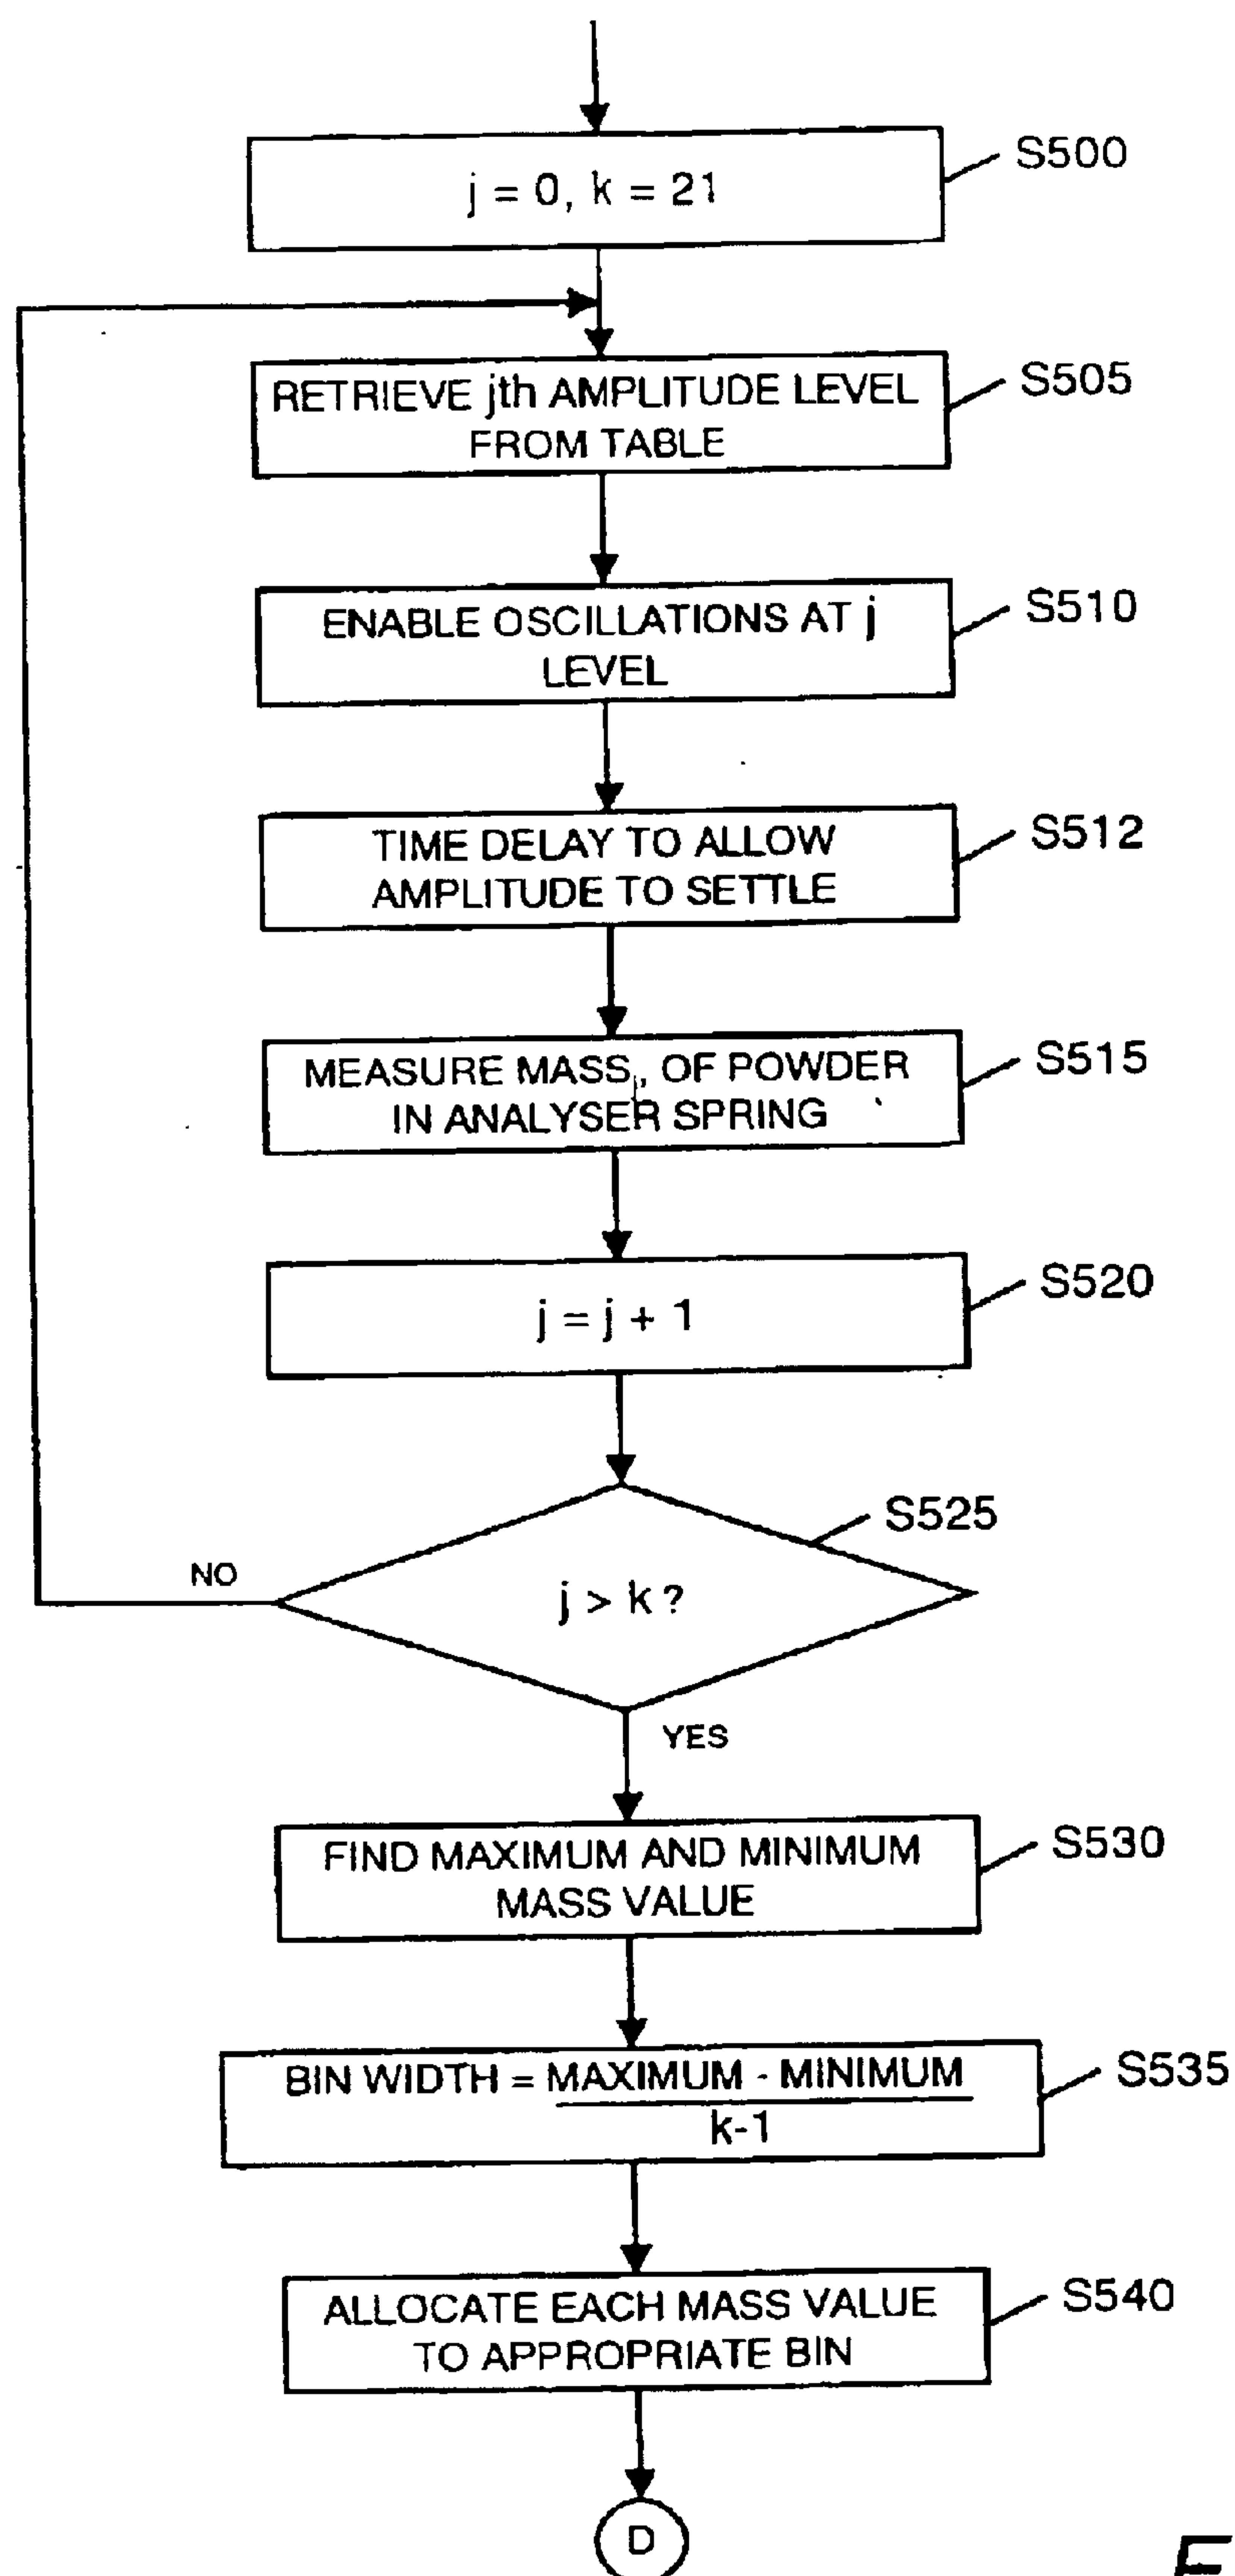 S500
j = 0, k = 21
S505
RETRIEVE jth AMPLITUDE LEVEL
FROM TABLE
S510
ENABLE OSCILLATIONS AT j
LEVEL
S512
TIME DELAY TO ALLOW
AMPLITUDE TO SETTLE
S515
MEASURE MASS, OF POWDER
IN ANALYSER SPRING
S520
j = j + 1
S525
NO
j > k ?
YES
S530
FIND MAXIMUM AND MINIMUM
MASS VALUE
S535
BIN WIDTH = MAXIMUM - MINIMUM
k-1
S540
ALLOCATE EACH MASS VALUE
TO APPROPRIATE BIN
D